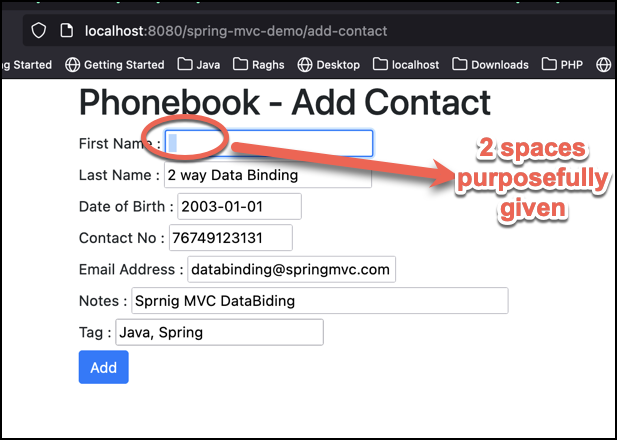 localhost:8080/spring-mvc-demo/add-contact
ng Started Getting Started Java Raghs Desktop localhost Downloads PHP
Phonebook - Add Contact
First Name :
Last Name : 2 way Data Binding
Date of Birth : 2003-01-01
Contact No : 76749123131
Email Address : databinding@springmvc.com
Notes : Sprnig MVC DataBiding
Tag : Java, Spring
Add
2 spaces
purposefully
given